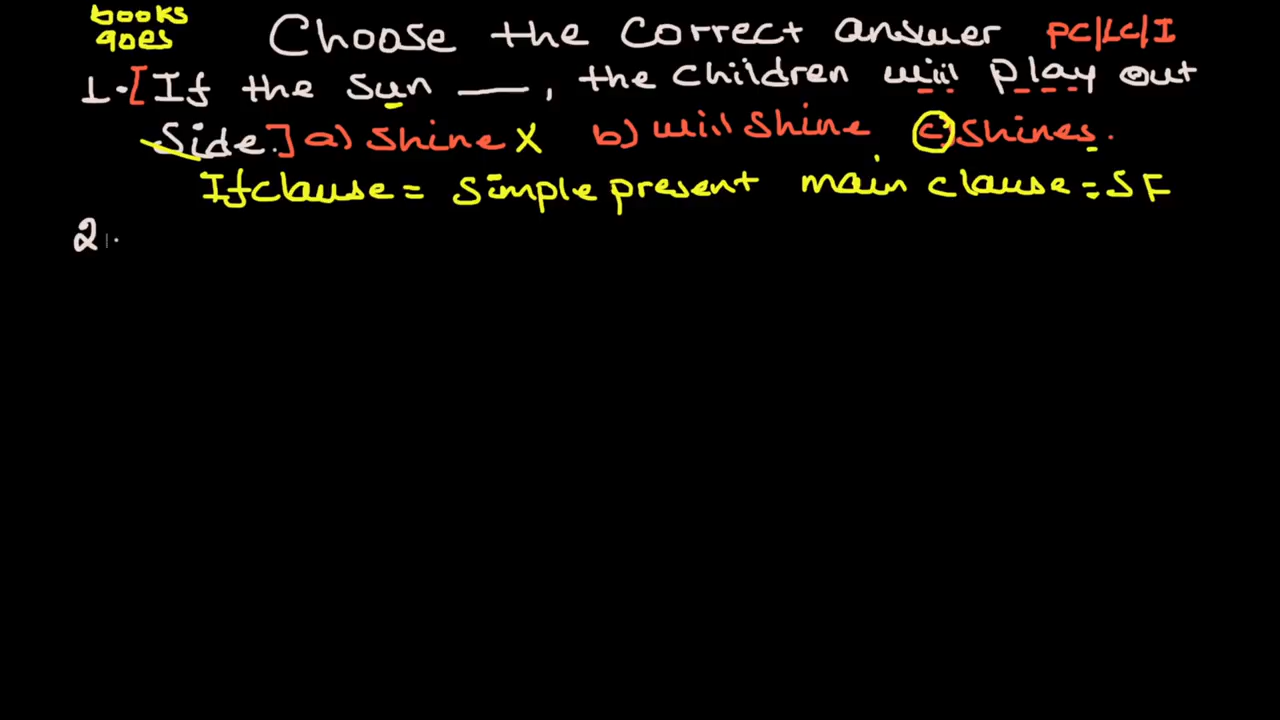 books
goes
Choose the Correct answer PC/LC/I
1. [If the sun ___, the children will play out
Side.] a) Shine X b) will Shine c) Shines.
If clause = Simple present main clause = SF
2.